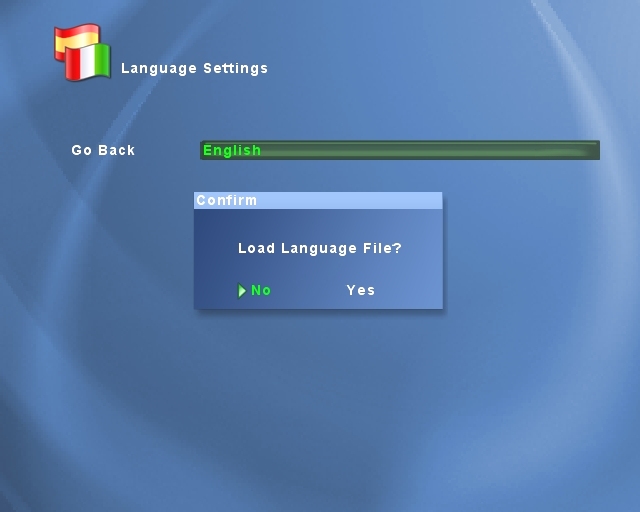 Language Settings
Go Back
English
Confirm
Load Language File?
No Yes